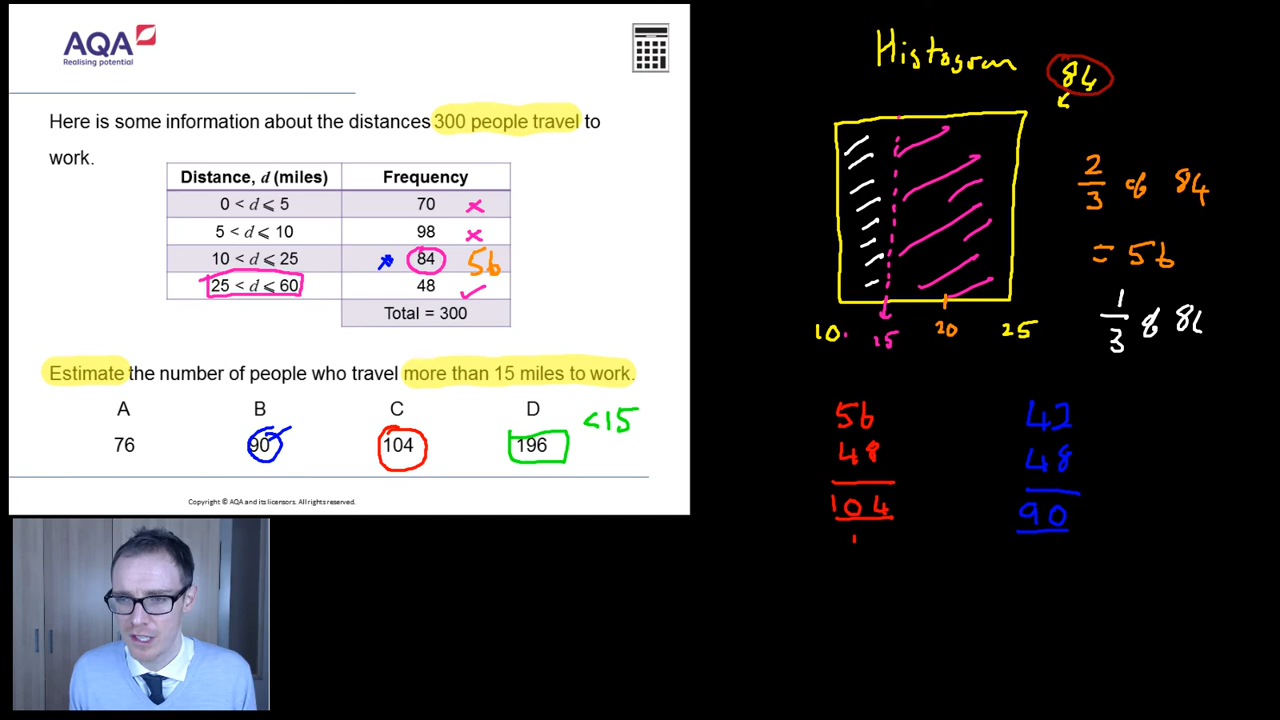 AQA
Realising potential
Here is some information about the distances 300 people travel to
work.
Distance, d (miles) Frequency
0 < d ⩽ 5 70 ×
5 < d ⩽ 10 98 ×
10 < d ⩽ 25 84 56
25 < d ⩽ 60 48 ✓
Total = 300
Estimate the number of people who travel more than 15 miles to work.
A B C D <15
76 90 ✓ 104 196
Copyright © AQA and its licensors. All rights reserved.
Histogram
84
2/3 of 84
= 56
1/3 of 84
10 15 20 25
56
48
104
1
42
48
90